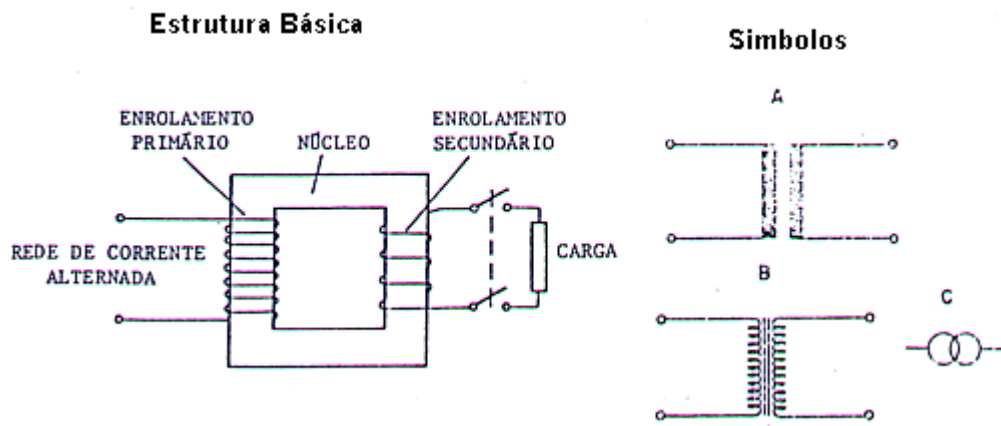 Estrutura Básica
Simbolos
ENROLAMENTO
PRIMÁRIO
NÚCLEO
ENROLAMENTO
SECUNDÁRIO
REDE DE CORRENTE
ALTERNADA
CARGA
A
B
C